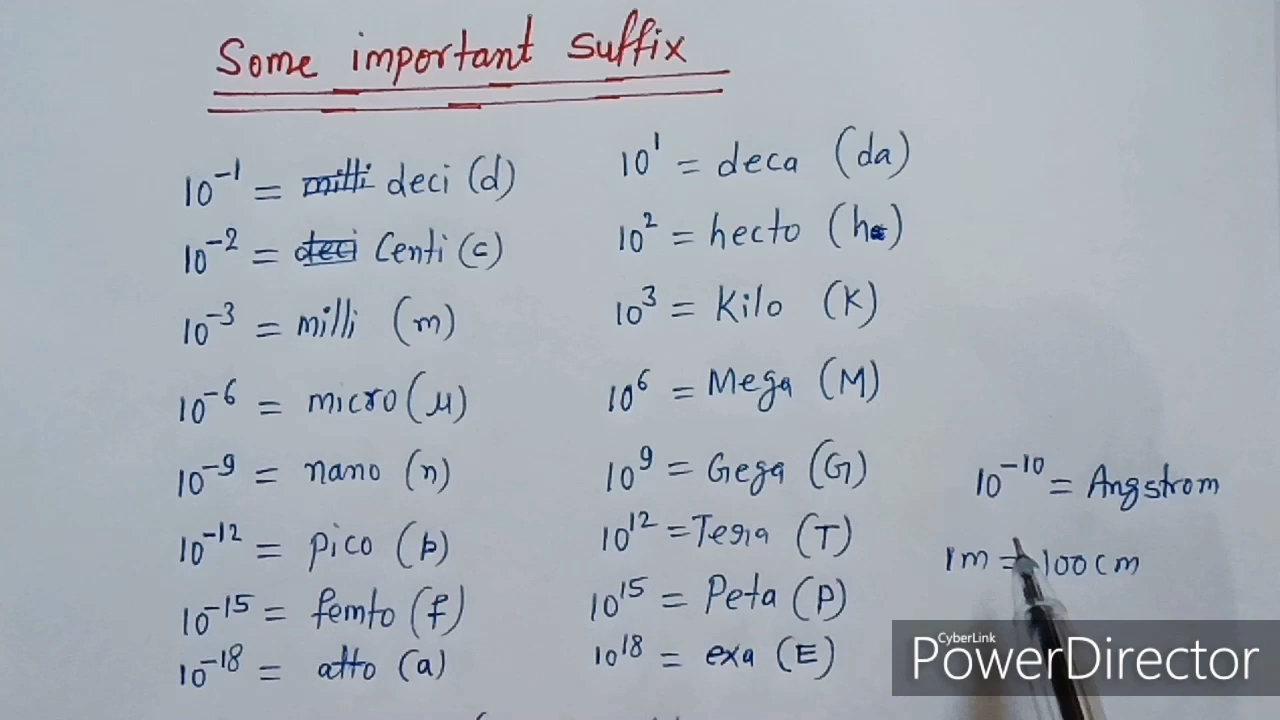 Some important suffix
10⁻¹ = milli deci (d)
10⁻² = deci Centi (c)
10⁻³ = milli (m)
10⁻⁶ = micro (μ)
10⁻⁹ = nano (n)
10⁻¹² = pico (p)
10⁻¹⁵ = femto (f)
10⁻¹⁸ = atto (a)
10¹ = deca (da)
10² = hecto (h)
10³ = Kilo (K)
10⁶ = Mega (M)
10⁹ = Gega (G)
10¹² = Tera (T)
10¹⁵ = Peta (P)
10¹⁸ = exa (E)
10⁻¹⁰ = Angstrom
1m = 100cm
CyberLink
PowerDirector